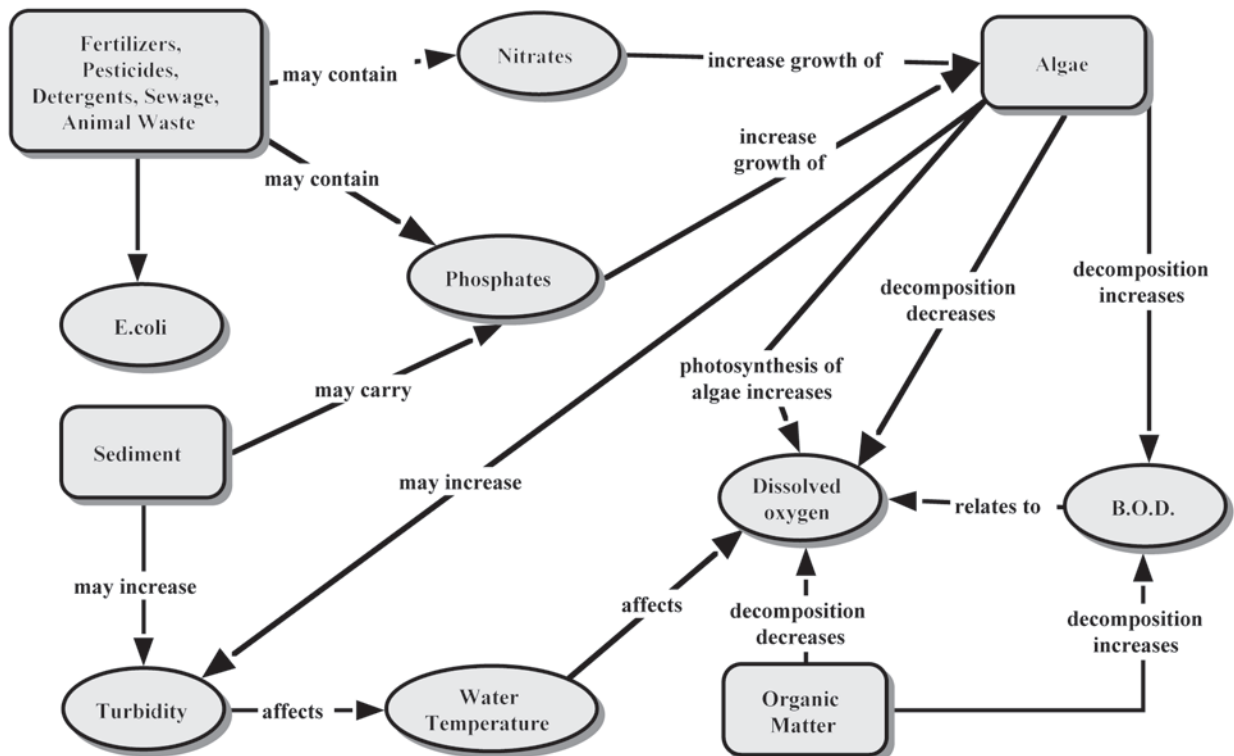 Fertilizers,
Pesticides,
Detergents, Sewage,
Animal Waste
may contain
Nitrates
increase growth of
Algae
may contain
increase
growth of
Phosphates
E.coli
decomposition
increases
decomposition
decreases
photosynthesis of
algae increases
may carry
Sediment
may increase
Dissolved
oxygen
relates to
B.O.D.
may increase
affects
decomposition
decreases
decomposition
increases
Turbidity
affects
Water
Temperature
Organic
Matter